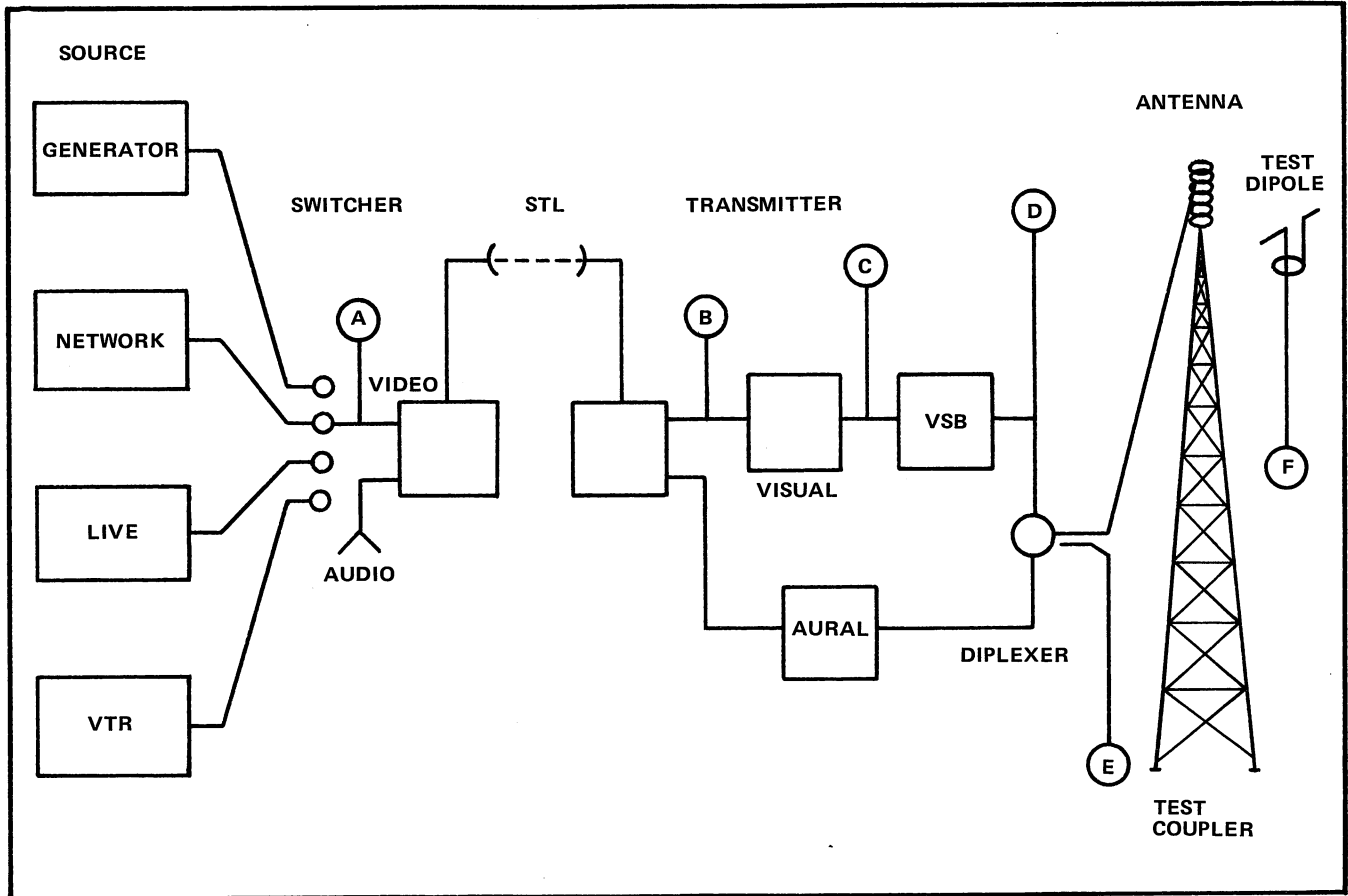 SOURCE
GENERATOR
NETWORK
LIVE
VTR
SWITCHER
A
VIDEO
AUDIO
STL
TRANSMITTER
B
VISUAL
C
VSB
D
AURAL
DIPLEXER
E
ANTENNA
TEST
DIPOLE
F
TEST
COUPLER